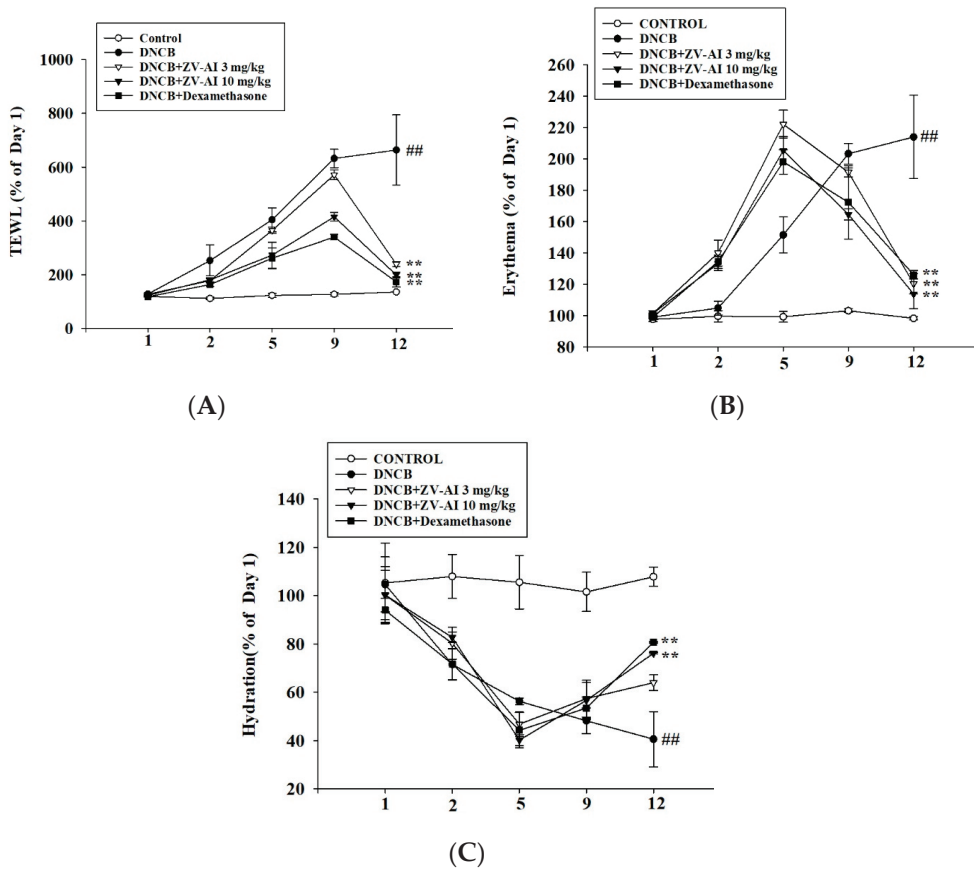 Control
DNCB
DNCB+ZV-AI 3 mg/kg
DNCB+ZV-AI 10 mg/kg
DNCB+Dexamethasone
TEWL (% of Day 1)
1000
800
600
400
200
0
##
**
**
**
1 2 5 9 12
(A)
CONTROL
DNCB
DNCB+ZV-AI 3 mg/kg
DNCB+ZV-AI 10 mg/kg
DNCB+Dexamethasone
Erythema (% of Day 1)
260
240
220
200
180
160
140
120
100
80
##
**
**
**
1 2 5 9 12
(B)
CONTROL
DNCB
DNCB+ZV-AI 3 mg/kg
DNCB+ZV-AI 10 mg/kg
DNCB+Dexamethasone
Hydration(% of Day 1)
140
120
100
80
60
40
20
**
**
##
1 2 5 9 12
(C)